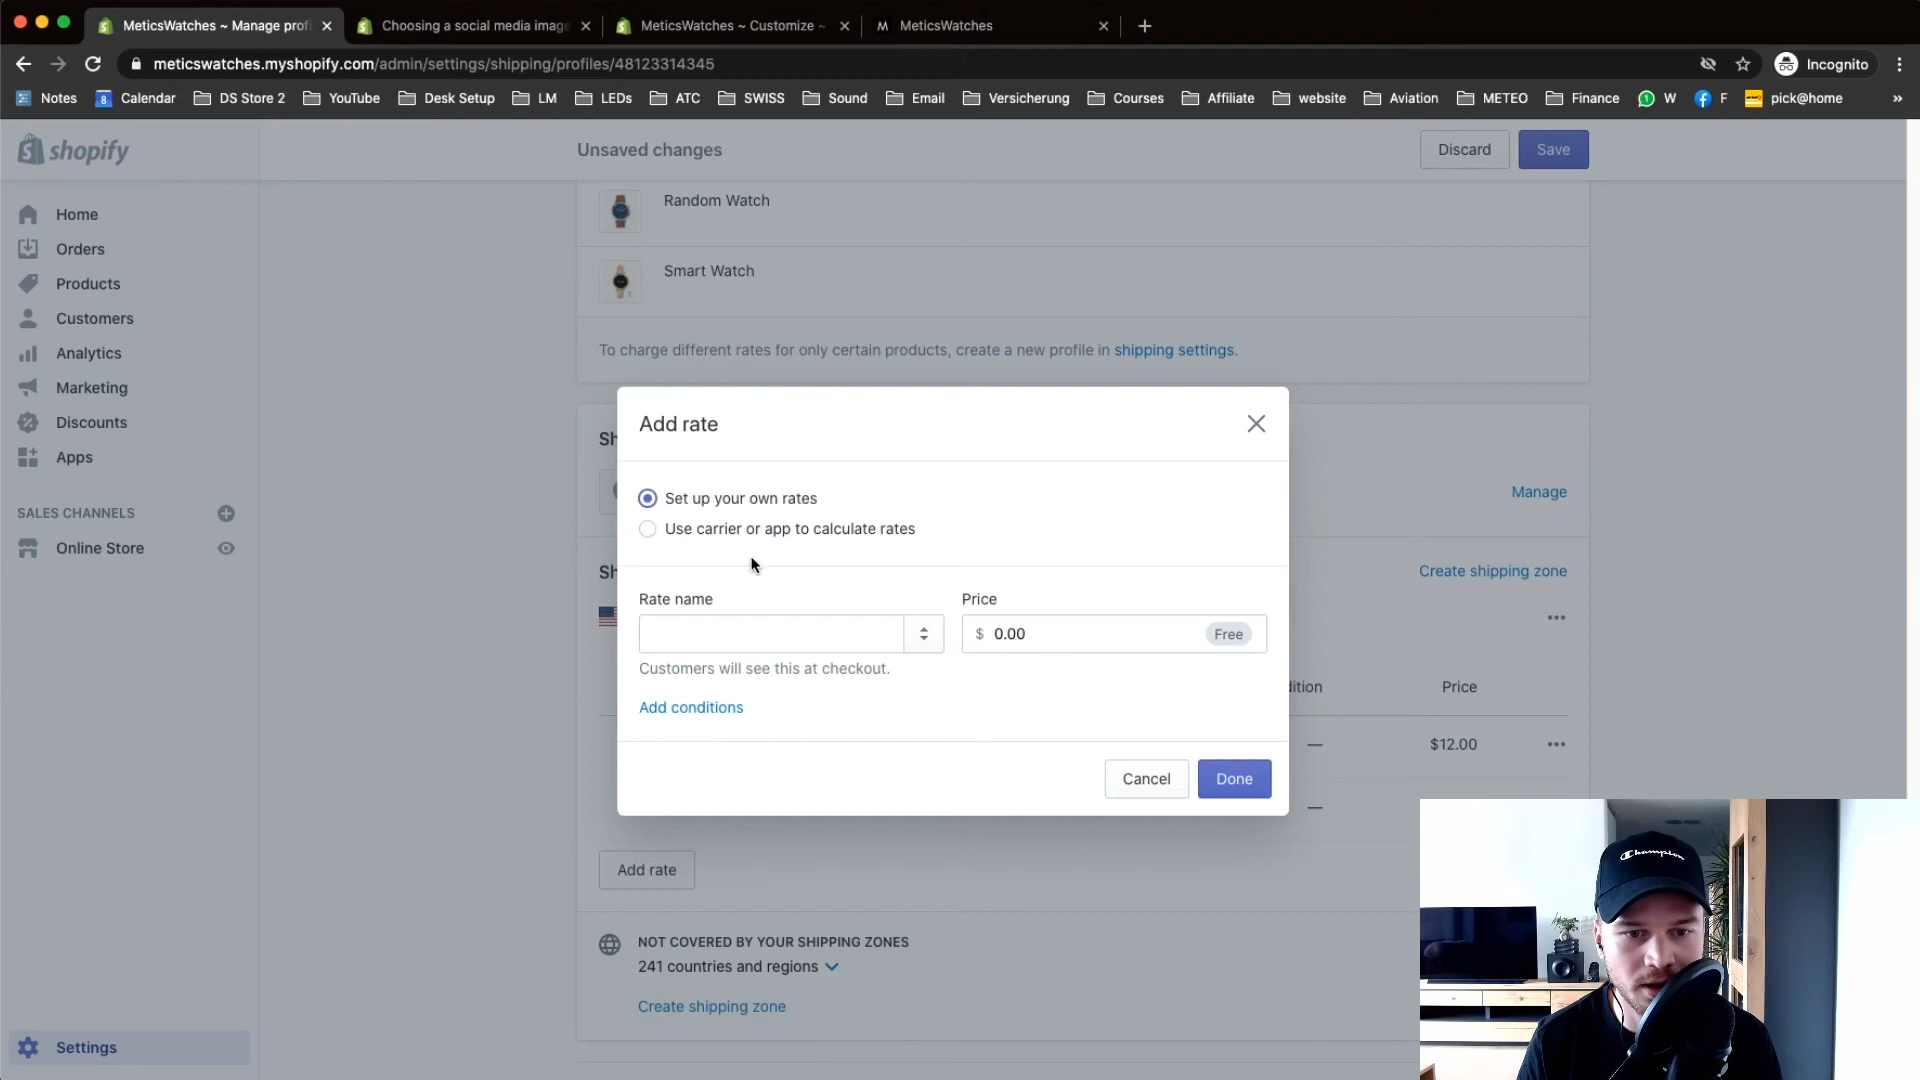 MeticsWatches ~ Manage prof
Choosing a social media image
MeticsWatches ~ Customize ~
M MeticsWatches
meticswatches.myshopify.com/admin/settings/shipping/profiles/48123314345
Incognito
Notes
8 Calendar
DS Store 2
YouTube
Desk Setup
LM
LEDs
ATC
SWISS
Sound
Email
Versicherung
Courses
Affiliate
website
Aviation
METEO
Finance
1 W
F
pick@home
»
shopify
Unsaved changes
Discard
Save
Home
Orders
Products
Customers
Analytics
Marketing
Discounts
Apps
SALES CHANNELS
Online Store
Settings
Random Watch
Smart Watch
To charge different rates for only certain products, create a new profile in shipping settings.
Sh
Manage
Sh
Create shipping zone
Add rate
Set up your own rates
Use carrier or app to calculate rates
Rate name
Price
$ 0.00 Free
Customers will see this at checkout.
Add conditions
Cancel
Done
dition
Price
—
$12.00
—
Add rate
NOT COVERED BY YOUR SHIPPING ZONES
241 countries and regions
Create shipping zone
Champion